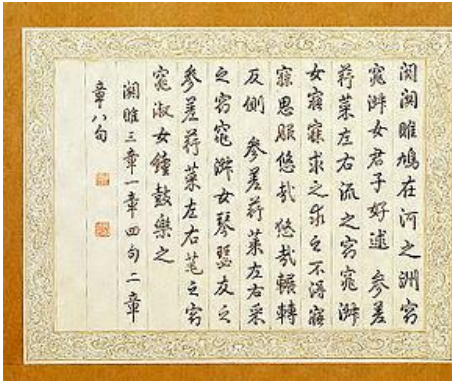 關關雎鳩在河之洲窈
窕淑女君子好逑 參差
荇菜左右流之窈窕淑
女寤寐求之求之不得寤
寐思服悠哉悠哉輾轉
反側 參差荇菜左右采
之窈窕淑女琴瑟友之
參差荇菜左右芼之窈
窕淑女鐘鼓樂之
關雎三章一章四句二章
章八句